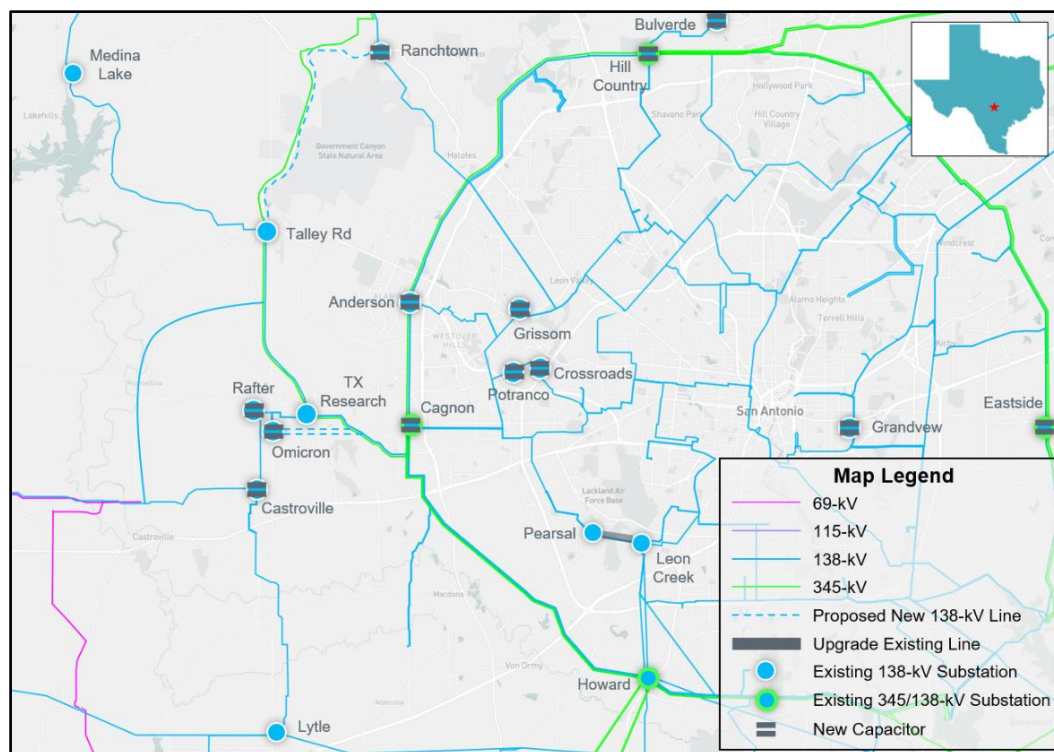 Bulverde
Medina
Lake
Ranchtown
Hill
Country
Hollywood Park
Lakehills
Shavano Park
Hill Country
Village
Government Canyon
State Natural Area
Helotes
Talley Rd
Windcrest
Leon Valley
Anderson
Alamo Heights
Terrell Hills
Grissom
WESTOVER
HILLS
Kirby
Crossroads
Potranco
Rafter
TX
Research
Cagnon
San Antonio
Grandvew
Eastside
Omicron
Castroville
Lackland Air
Force Base
Castroville
Pearsal
Leon
Creek
Macdona
Von Ormy
Howard
Atascosa
Lytle
Map Legend
69-kV
115-kV
138-kV
345-kV
Proposed New 138-kV Line
Upgrade Existing Line
Existing 138-kV Substation
Existing 345/138-kV Substation
New Capacitor